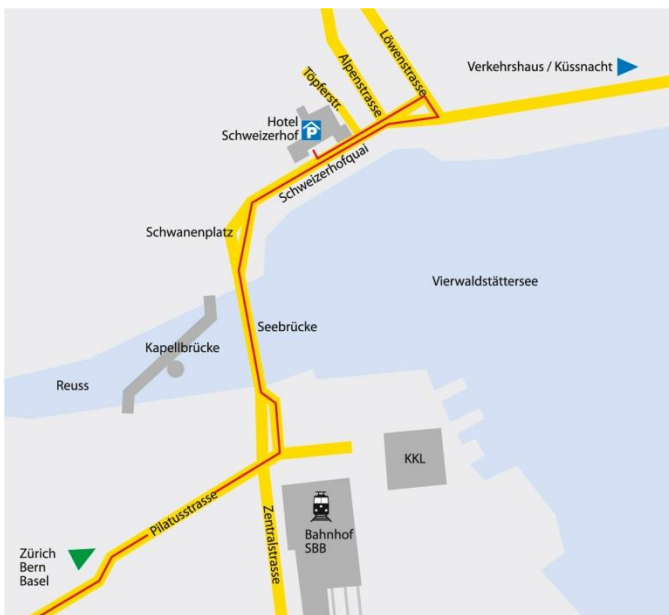 Töpferstr.
Alpenstrasse
Löwenstrasse
Verkehrshaus / Küssnacht
Hotel
Schweizerhof
P
Schweizerhofquai
Schwanenplatz
Vierwaldstättersee
Seebrücke
Kapellbrücke
Reuss
KKL
Pilatusstrasse
Zentralstrasse
Bahnhof
SBB
Zürich
Bern
Basel